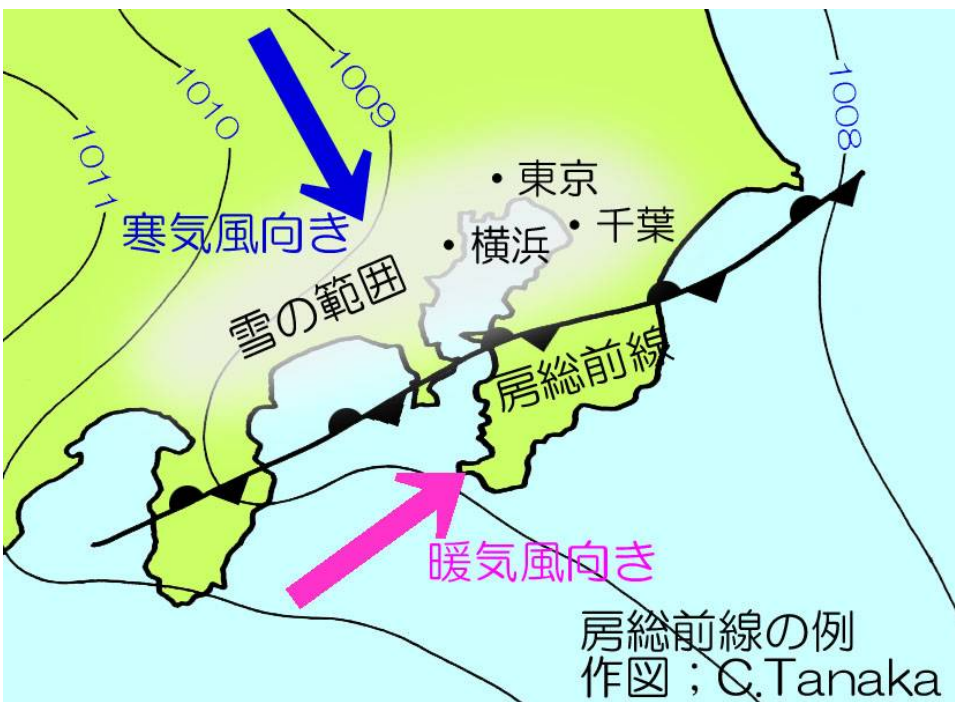 1009
1010
1011
1008
寒気風向き
・東京
・千葉
・横浜
雪の範囲
房総前線
暖気風向き
房総前線の例
作図；C.Tanaka